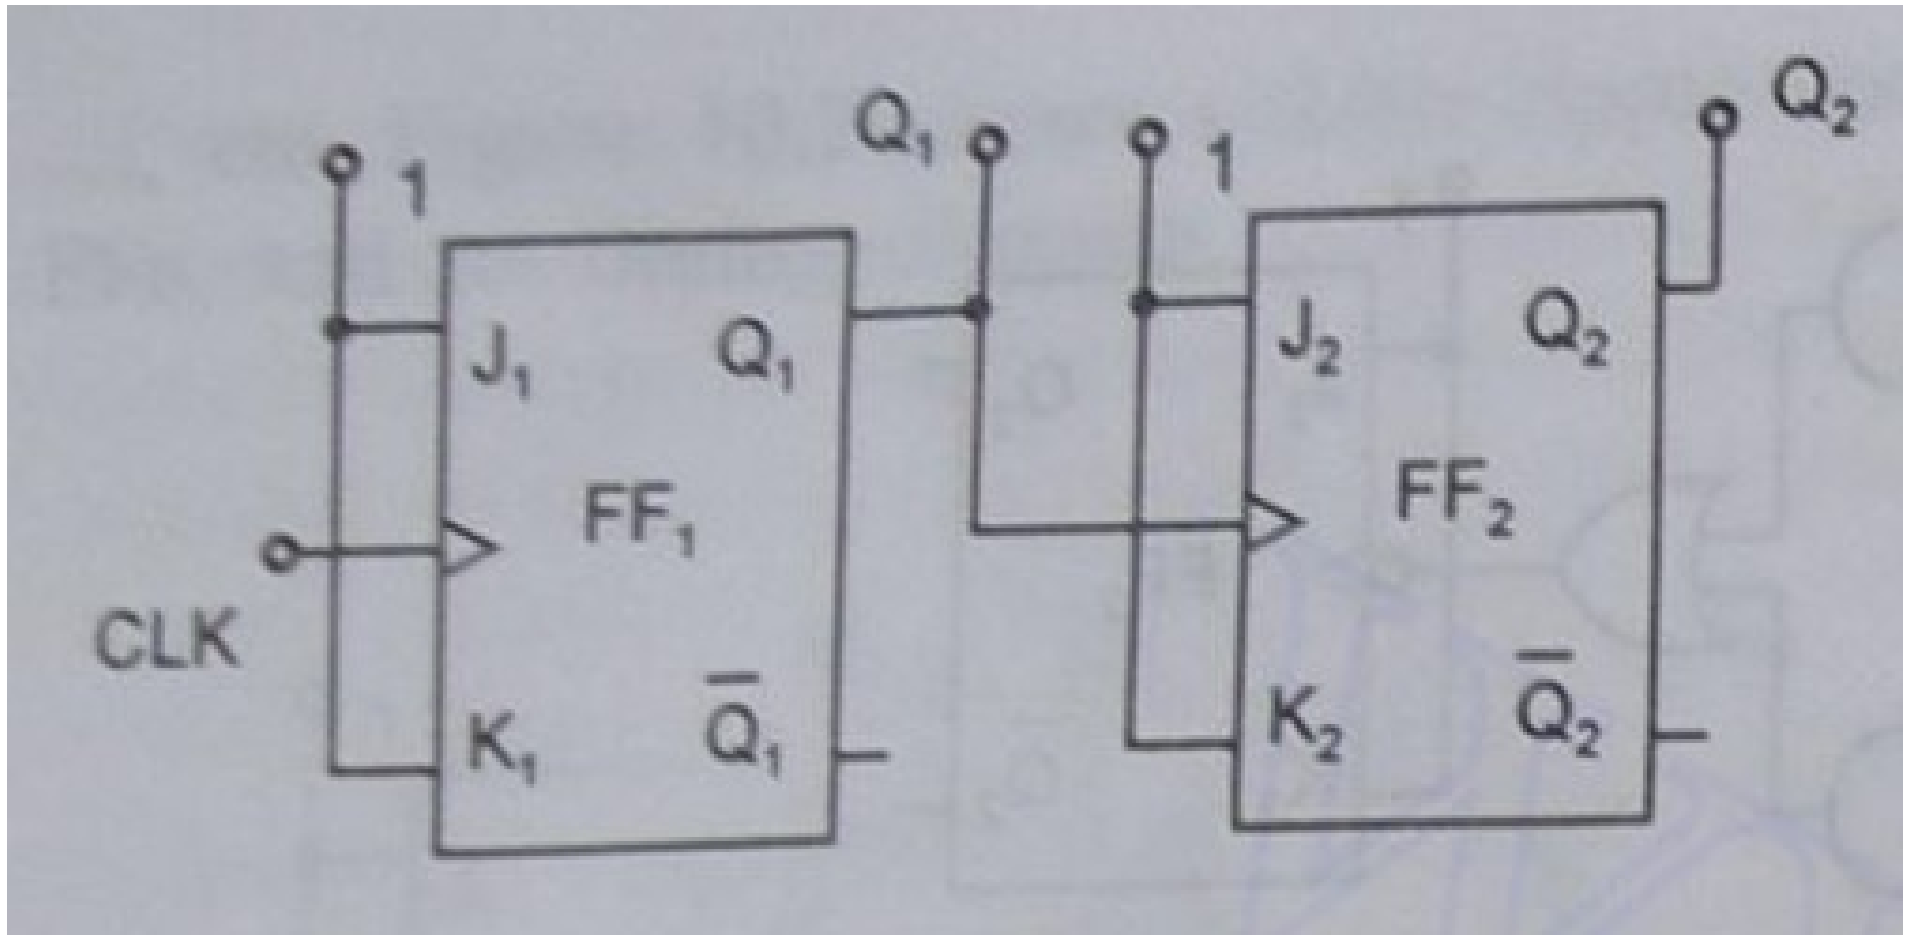 Q₁
1
1
Q₂
J₁
Q₁
J₂
Q₂
FF₁
FF₂
CLK
K₁
Q̅₁
K₂
Q̅₂